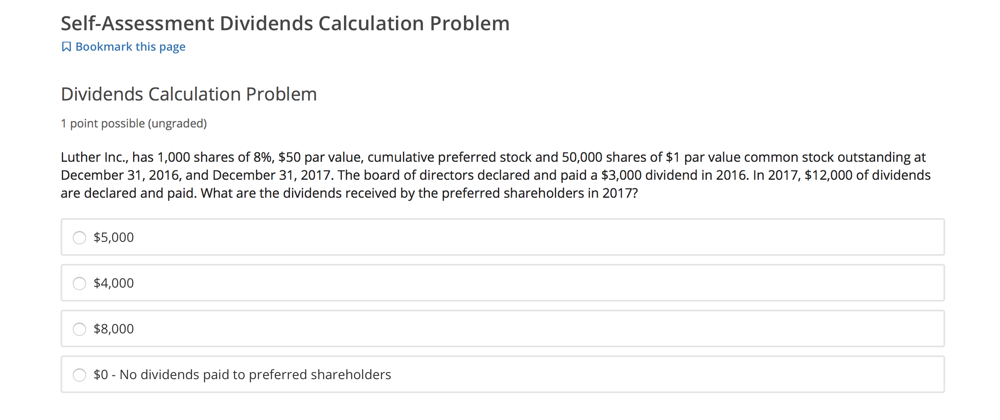 Self-Assessment Dividends Calculation Problem
Bookmark this page
Dividends Calculation Problem
1 point possible (ungraded)
Luther Inc., has 1,000 shares of 8%, $50 par value, cumulative preferred stock and 50,000 shares of $1 par value common stock outstanding at
December 31, 2016, and December 31, 2017. The board of directors declared and paid a $3,000 dividend in 2016. In 2017, $12,000 of dividends
are declared and paid. What are the dividends received by the preferred shareholders in 2017?
$5,000
$4,000
$8,000
$0 - No dividends paid to preferred shareholders